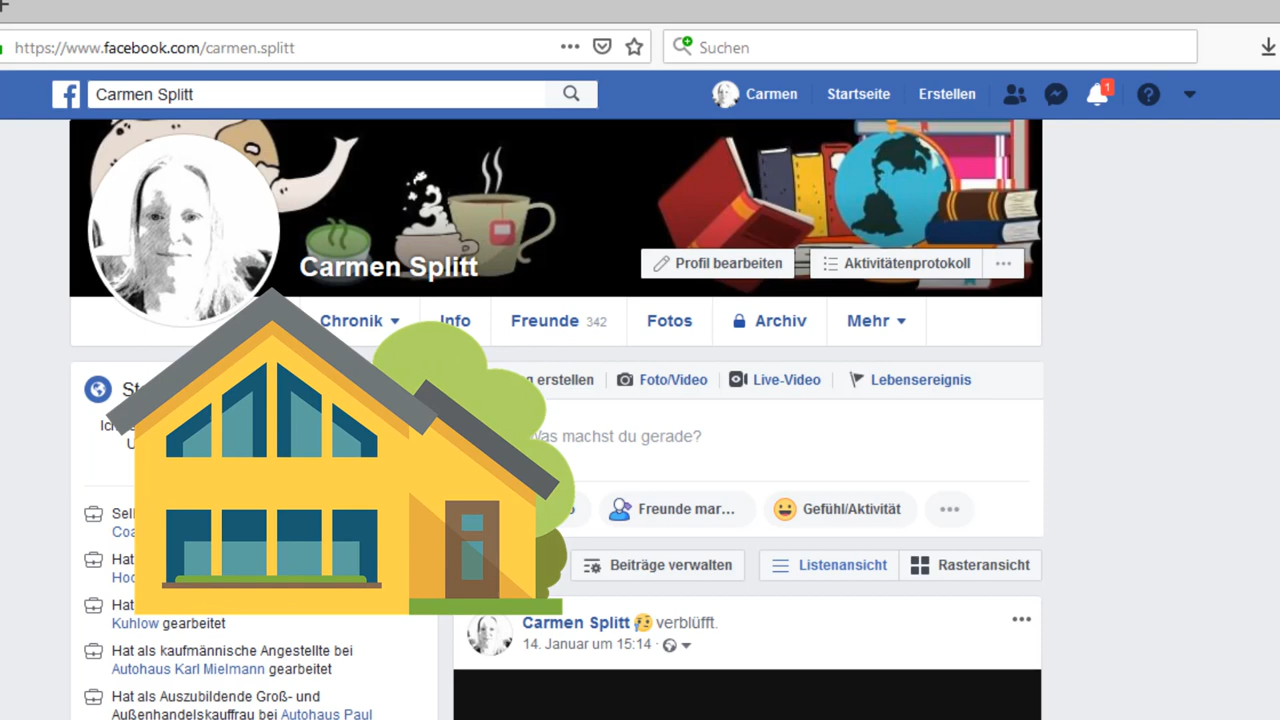 https://www.facebook.com/carmen.splitt
Suchen
Carmen Splitt
Carmen
Startseite
Erstellen
1
Carmen Splitt
Profil bearbeiten
Aktivitätenprotokoll
Chronik
Info
Freunde 342
Fotos
Archiv
Mehr
erstellen
Foto/Video
Live-Video
Lebensereignis
Was machst du gerade?
Freunde mar...
Gefühl/Aktivität
Beiträge verwalten
Listenansicht
Rasteransicht
Hat
Hat
Kuhlow gearbeitet
Hat als kaufmännische Angestellte bei
Autohaus Karl Mielmann gearbeitet
Hat als Auszubildende Groß- und
Außenhandelskauffrau bei Autohaus Paul
Carmen Splitt verblüfft.
14. Januar um 15:14